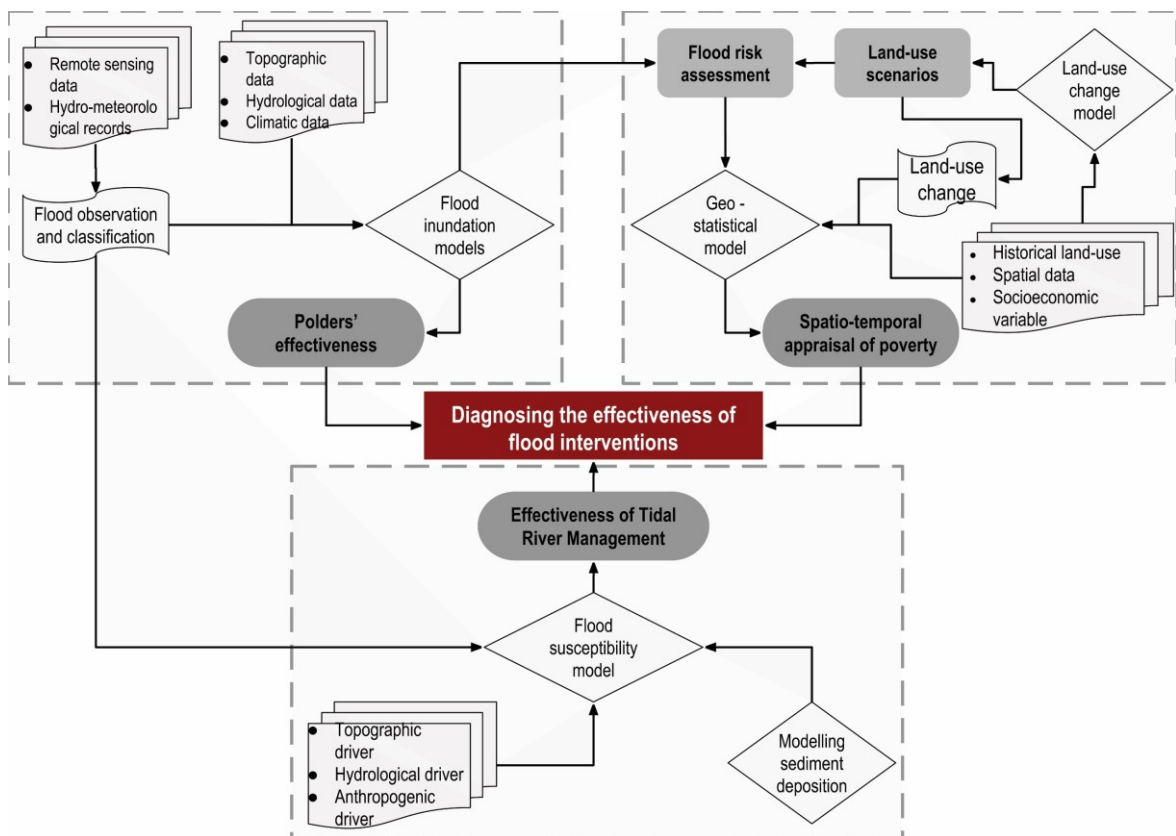 Remote sensing
data
Hydro-meteorolo
gical records
Topographic
data
Hydrological data
Climatic data
Flood observation
and classification
Flood
inundation
models
Polders'
effectiveness
Flood risk
assessment
Land-use
scenarios
Land-use
change
model
Land-use
change
Geo -
statistical
model
Historical land-use
Spatial data
Socioeconomic
variable
Spatio-temporal
appraisal of poverty
Diagnosing the effectiveness of
flood interventions
Effectiveness of Tidal
River Management
Flood
susceptibility
model
Topographic
driver
Hydrological driver
Anthropogenic
driver
Modelling
sediment
deposition